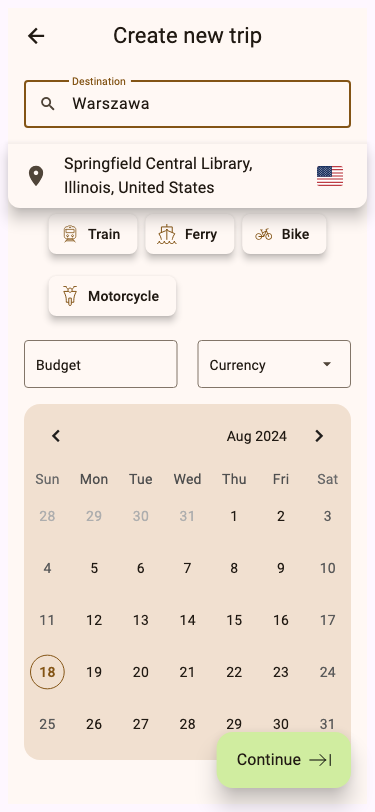 Create new trip
Destination
Warszawa
Springfield Central Library,
Illinois, United States
Train Ferry Bike
Motorcycle
Budget Currency
Aug 2024
Sun Mon Tue Wed Thu Fri Sat
28 29 30 31 1 2 3
4 5 6 7 8 9 10
11 12 13 14 15 16 17
18 19 20 21 22 23 24
25 26 27 28 29 30 31
Continue